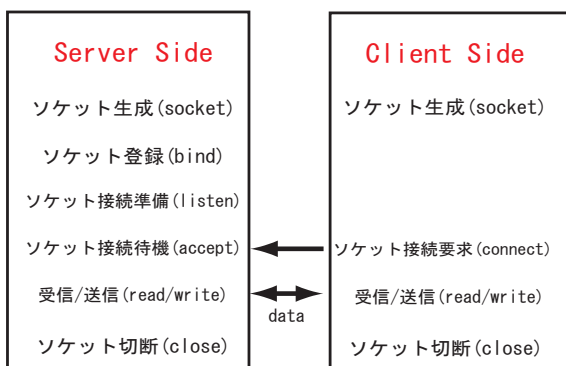 Server Side
ソケット生成(socket)
ソケット登録(bind)
ソケット接続準備(listen)
ソケット接続待機(accept)
受信/送信(read/write)
ソケット切断(close)
data
Client Side
ソケット生成(socket)
ソケット接続要求(connect)
受信/送信(read/write)
ソケット切断(close)